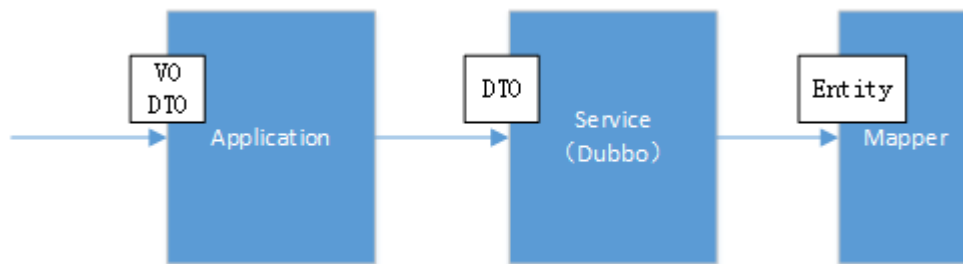 VO
DTO
Application
DTO
Service
（Dubbo）
Entity
Mapper